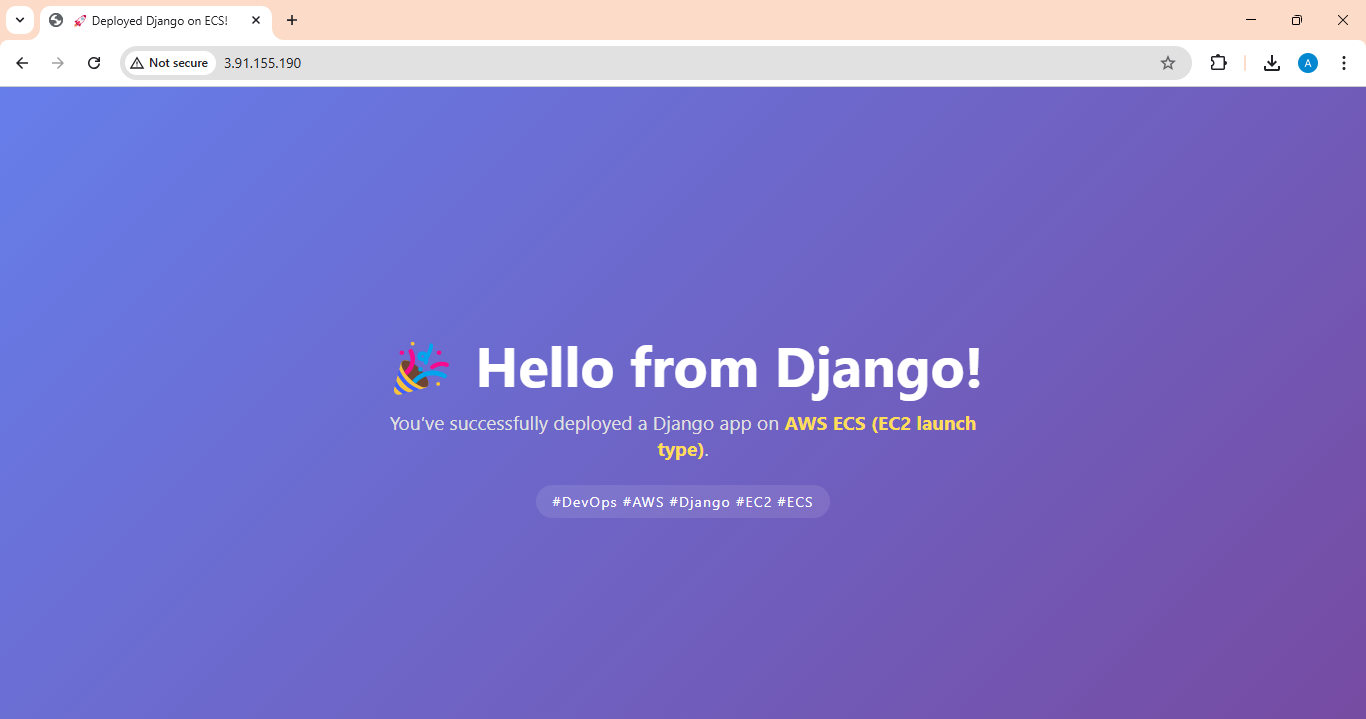 🚀 Deployed Django on ECS!
Not secure
3.91.155.190
A
🎉 Hello from Django!
You’ve successfully deployed a Django app on AWS ECS (EC2 launch
type).
#DevOps #AWS #Django #EC2 #ECS